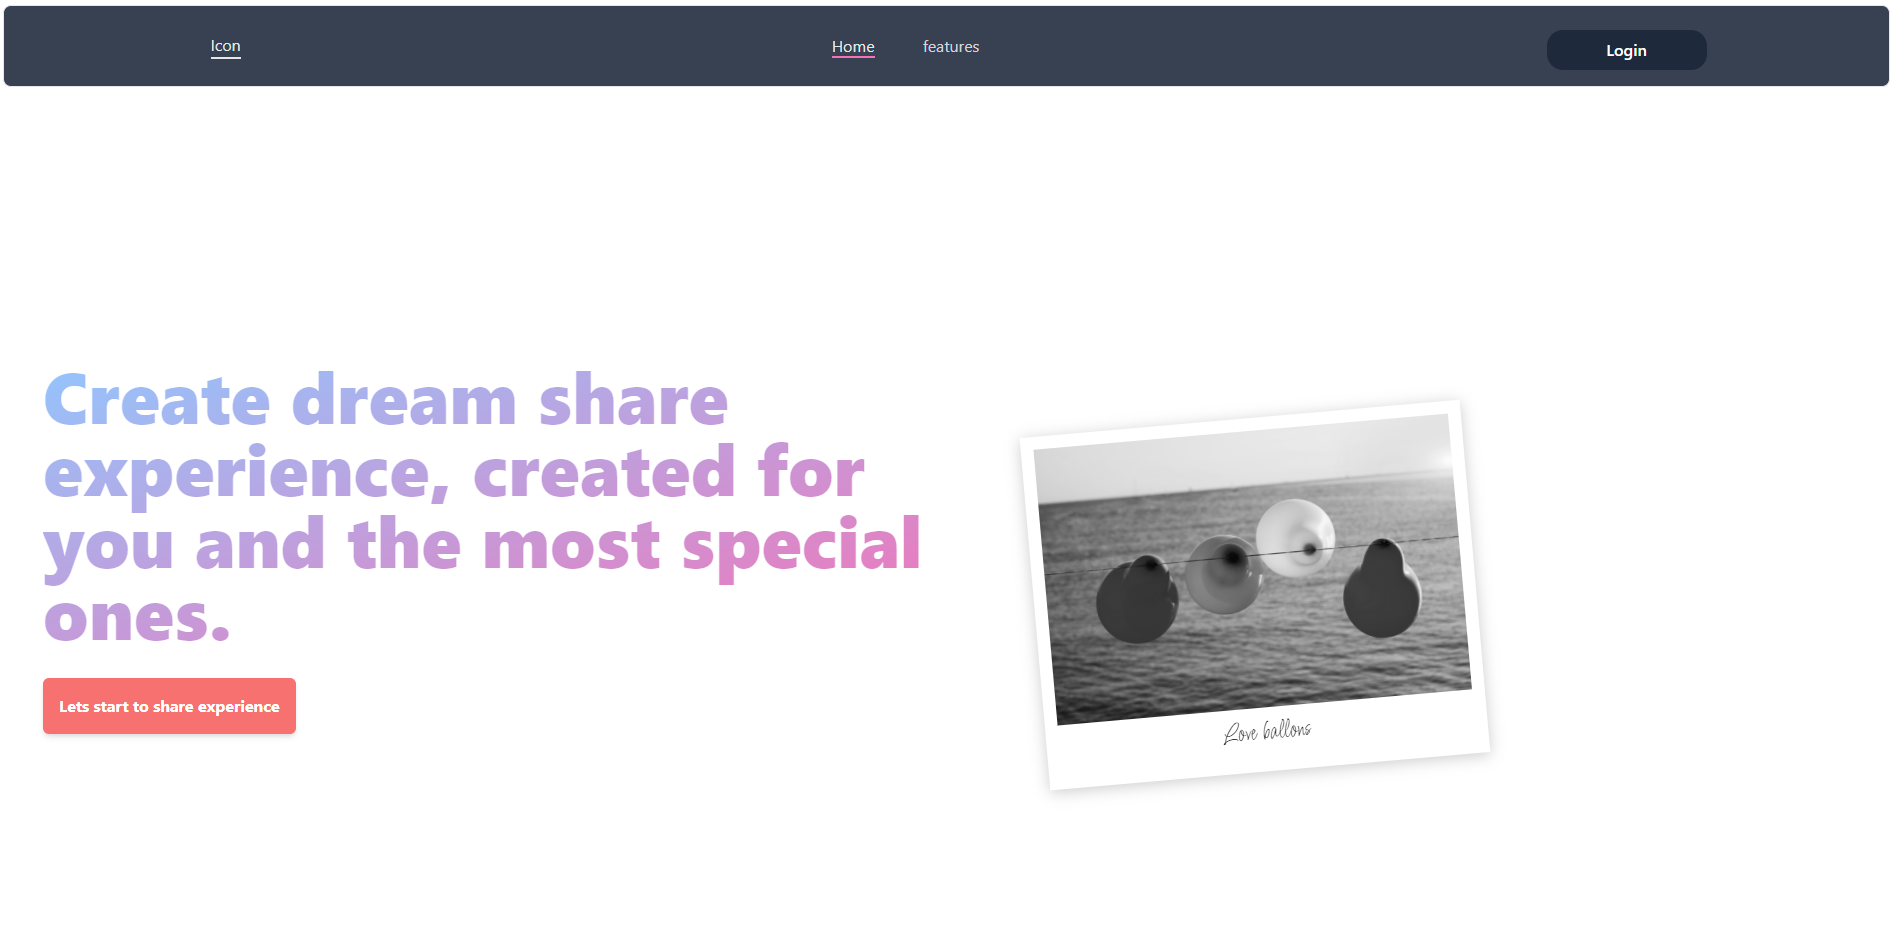 Icon
Home
features
Login
Create dream share
experience, created for
you and the most special
ones.
Lets start to share experience
Love ballons